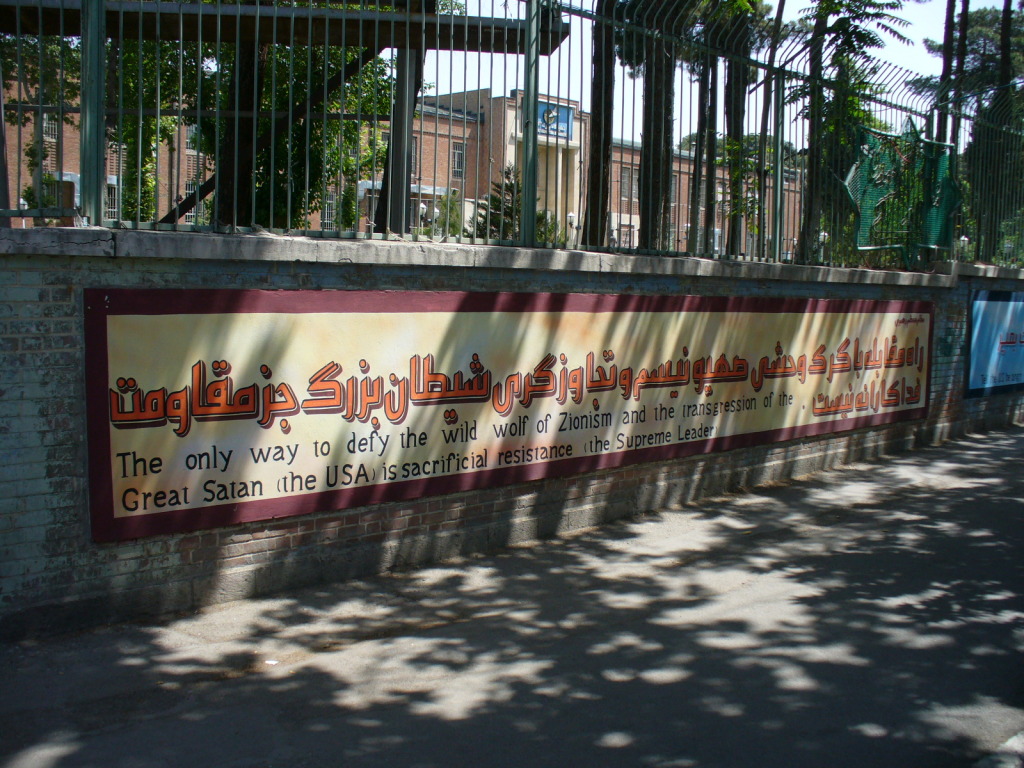 راه مقابله با گرگ وحشی صهیونیسم و تجاوزگری شیطان بزرگ جز مقاومت
فداکارانه نیست .
The only way to defy the wild wolf of Zionism and the transgression of the
Great Satan (the USA) is sacrificial resistance (the Supreme Leader)